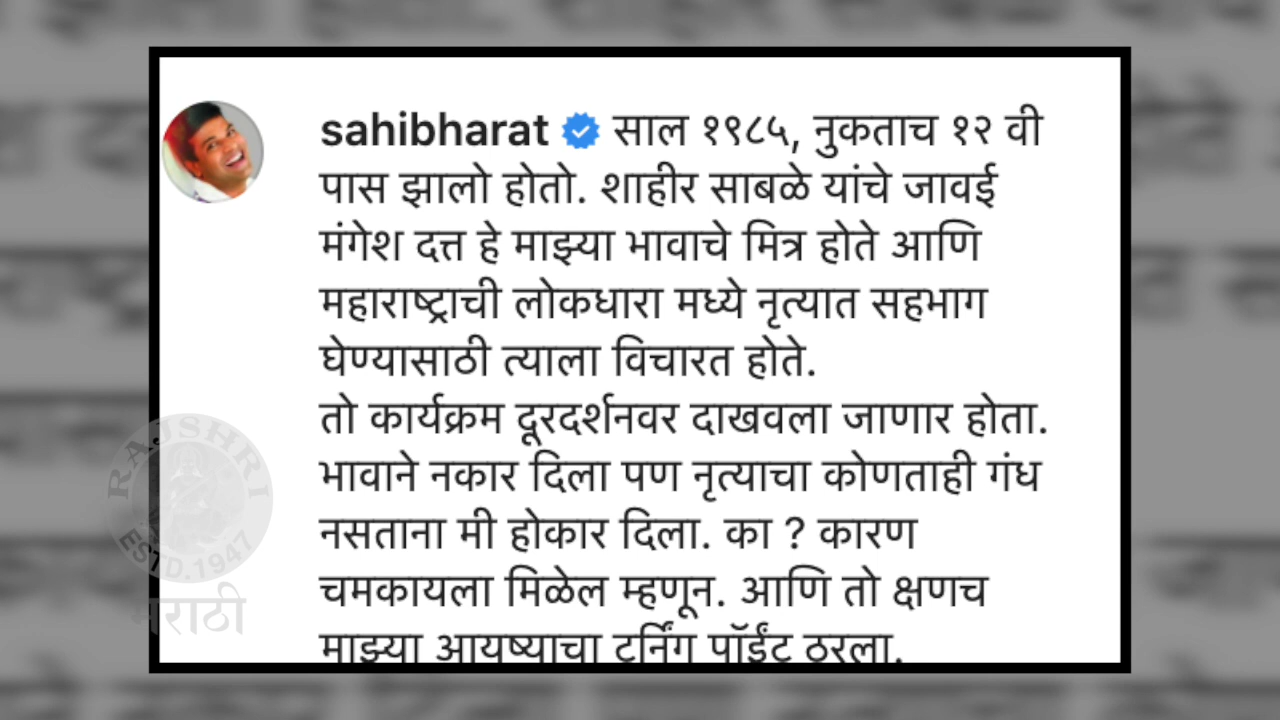 sahibharat साल १९८५, नुकताच १२ वी
पास झालो होतो. शाहीर साबळे यांचे जावई
मंगेश दत्त हे माझ्या भावाचे मित्र होते आणि
महाराष्ट्राची लोकधारा मध्ये नृत्यात सहभाग
घेण्यासाठी त्याला विचारत होते.
तो कार्यक्रम दूरदर्शनवर दाखवला जाणार होता.
भावाने नकार दिला पण नृत्याचा कोणताही गंध
नसताना मी होकार दिला. का ? कारण
चमकायला मिळेल म्हणून. आणि तो क्षणच
माझ्या आयुष्याचा टर्निंग पॉईंट ठरला.
RAJSHRI
ESTD.1947
मराठी